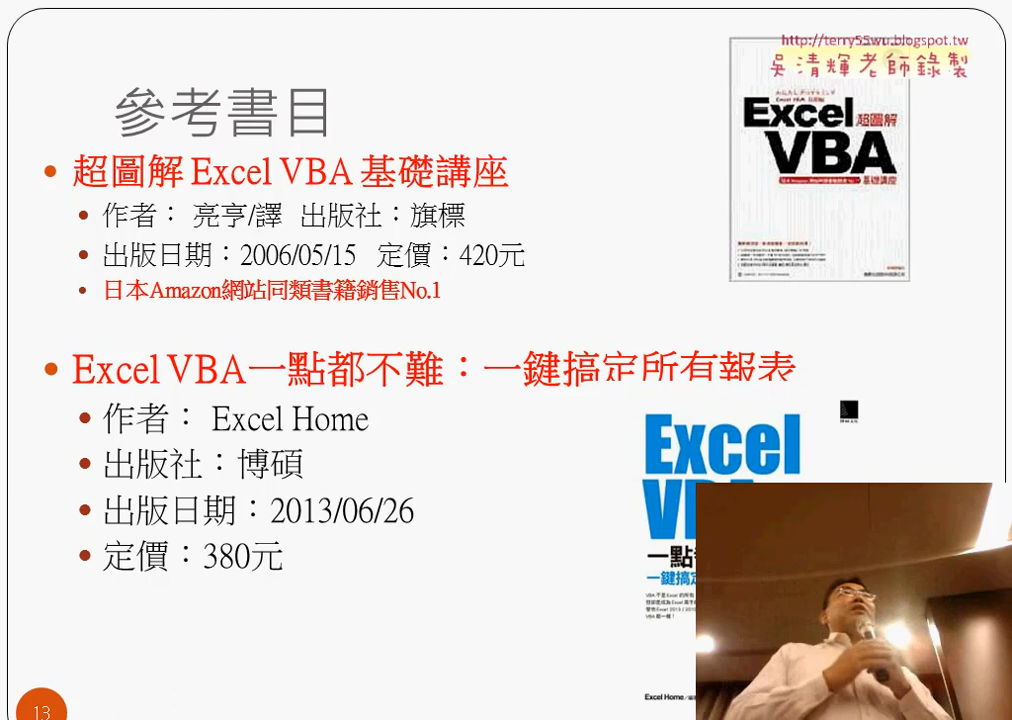 http://terry55wu.blogspot.tw
吳清輝老師錄製
參考書目
超圖解 Excel VBA 基礎講座
作者： 亮亨/譯 出版社：旗標
出版日期：2006/05/15 定價：420元
日本Amazon網站同類書籍銷售No.1
Excel
超圖解
VBA
基礎講座
Excel VBA一點都不難：一鍵搞定所有報表
作者： Excel Home
出版社：博碩
出版日期：2013/06/26
定價：380元
Excel
一點
一鍵搞定
Excel Home
13